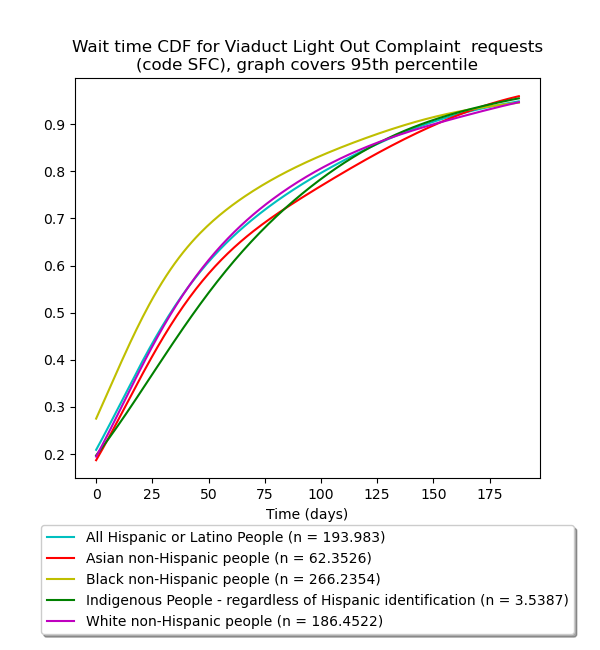 Wait time CDF for Viaduct Light Out Complaint  requests
(code SFC), graph covers 95th percentile
0.9
0.8
0.7
0.6
0.5
0.4
0.3
0.2
0 25 50 75 100 125 150 175
Time (days)
All Hispanic or Latino People (n = 193.983)
Asian non-Hispanic people (n = 62.3526)
Black non-Hispanic people (n = 266.2354)
Indigenous People - regardless of Hispanic identification (n = 3.5387)
White non-Hispanic people (n = 186.4522)